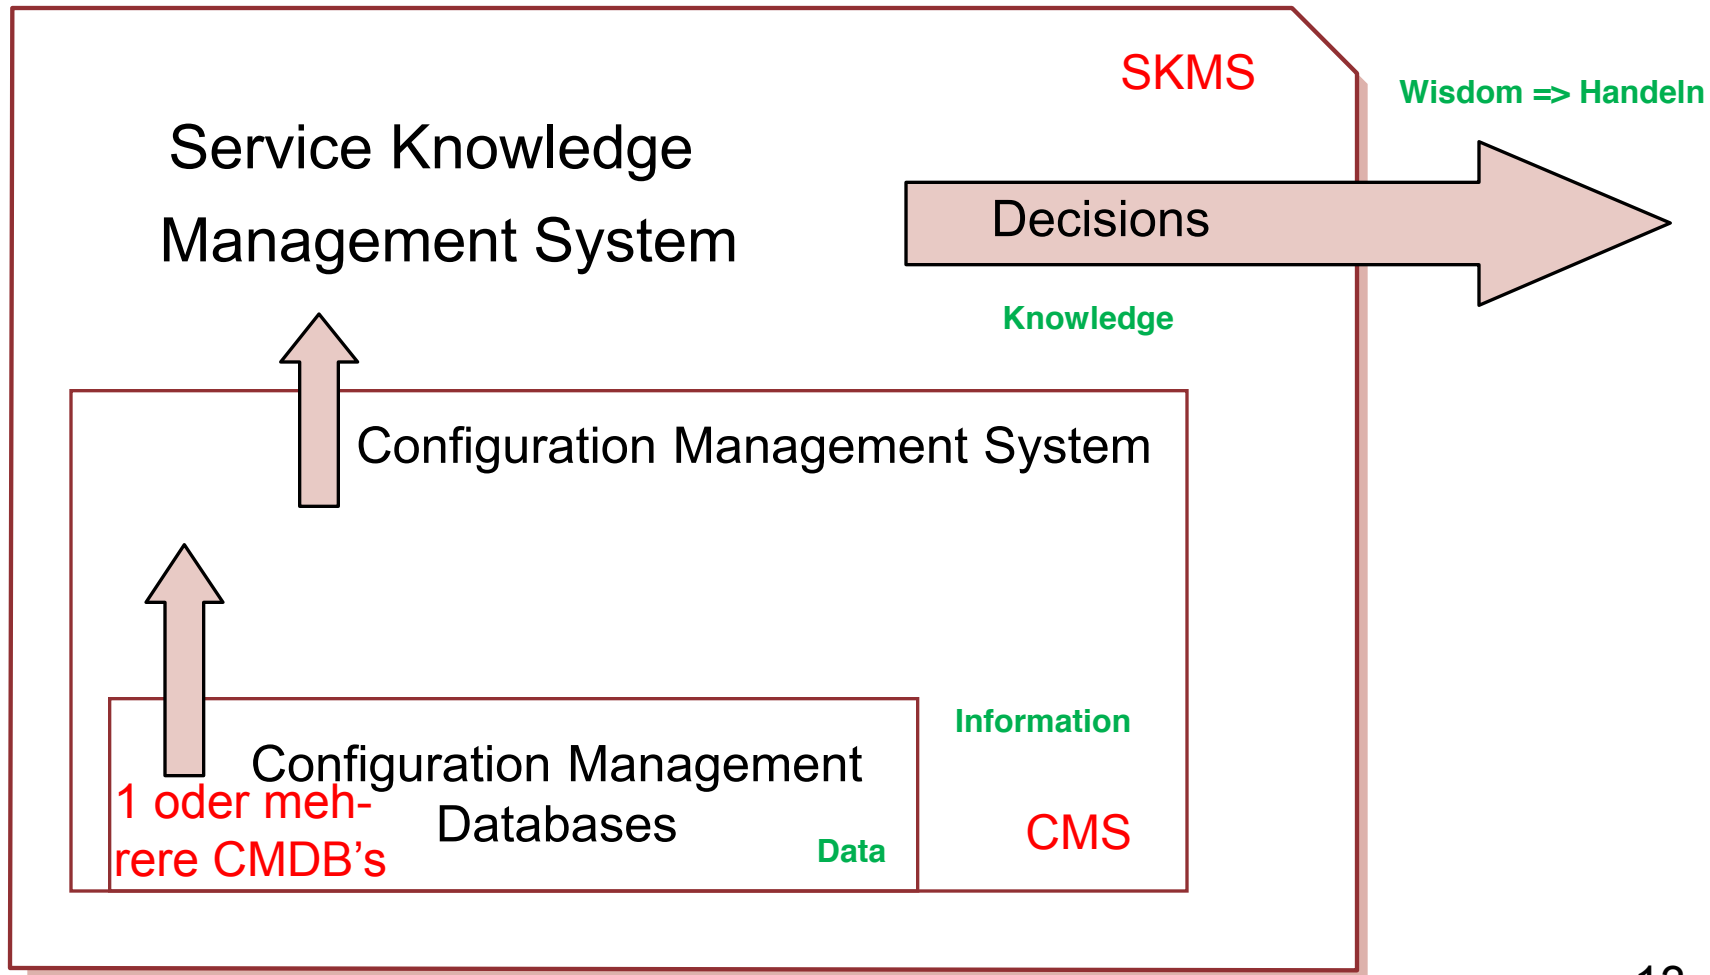 SKMS
Wisdom => Handeln
Service Knowledge
Management System
Decisions
Knowledge
Configuration Management System
Information
Configuration Management
Databases
1 oder meh-
rere CMDB's
Data
CMS